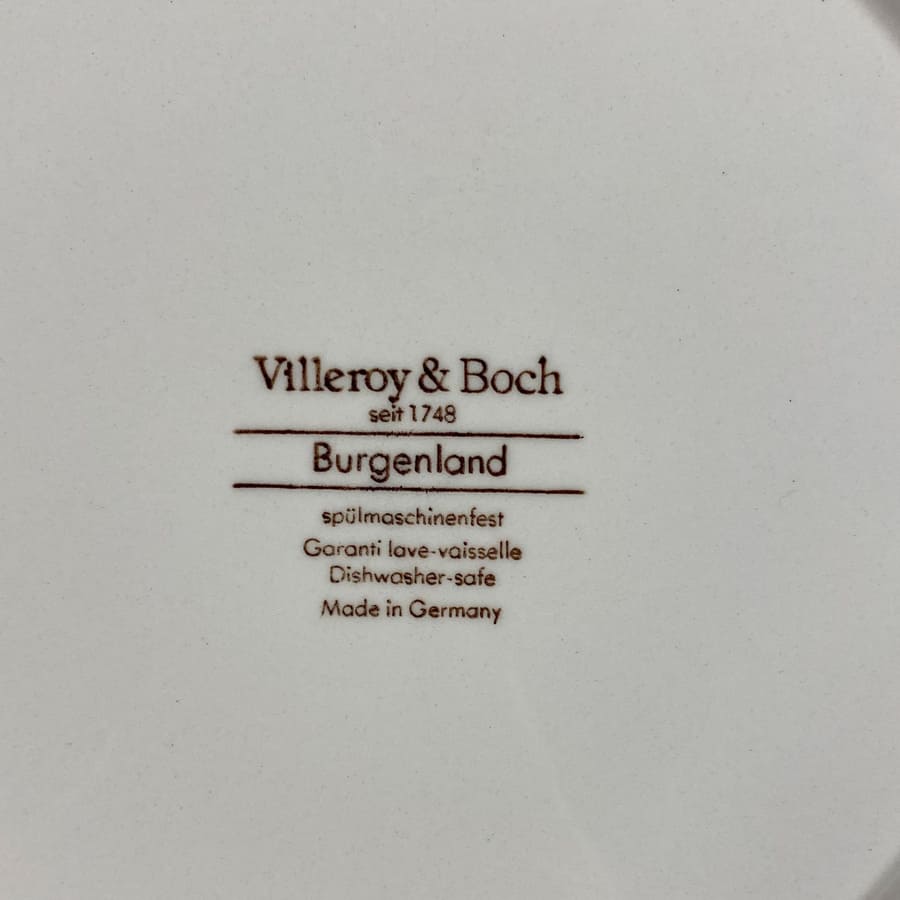 Villeroy & Boch
seit 1748
Burgenland
spülmaschinenfest
Garanti lave-vaisselle
Dishwasher-safe
Made in Germany